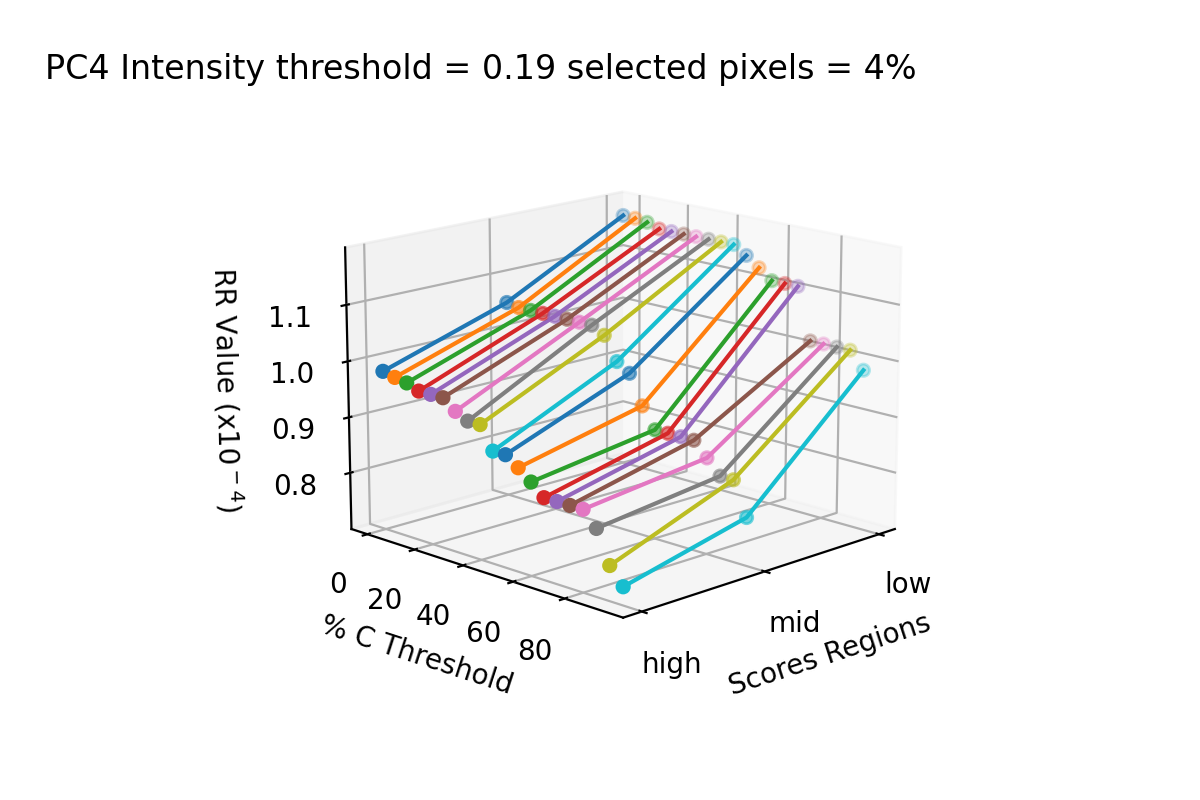 PC4 Intensity threshold = 0.19 selected pixels = 4%
RR Value (x10⁻⁴)
1.1
1.0
0.9
0.8
0
20
40
60
80
% C Threshold
high
mid
low
Scores Regions